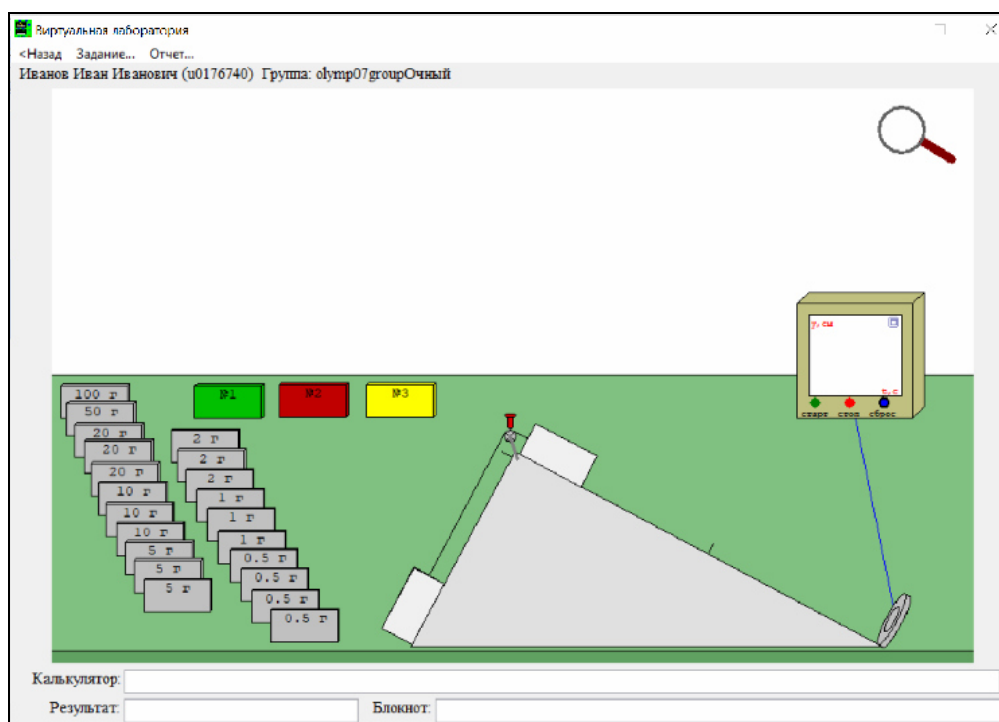 Виртуальная лаборатория
<Назад Задание... Отчет...
Иванов Иван Иванович (u0176740) Группа: olymp07groupОчный
y, см
старт стоп сброс
№1 №2 №3
100 г
50 г
20 г
20 г
20 г
10 г
10 г
10 г
5 г
5 г
5 г
2 г
2 г
2 г
1 г
1 г
1 г
0.5 г
0.5 г
0.5 г
0.5 г
Калькулятор:
Результат: Блокнот: